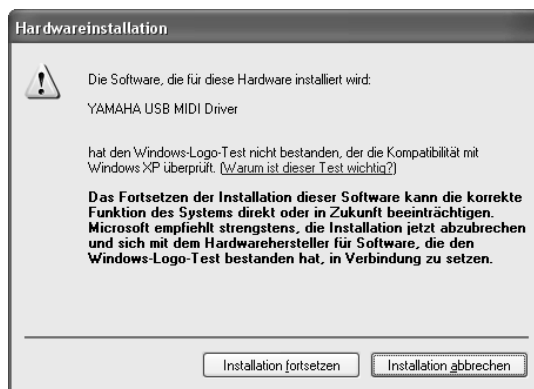 Hardwareinstallation
Die Software, die für diese Hardware installiert wird:
YAMAHA USB MIDI Driver
hat den Windows-Logo-Test nicht bestanden, der die Kompatibilität mit
Windows XP überprüft. (Warum ist dieser Test wichtig?)
Das Fortsetzen der Installation dieser Software kann die korrekte
Funktion des Systems direkt oder in Zukunft beeinträchtigen.
Microsoft empfiehlt strengstens, die Installation jetzt abzubrechen
und sich mit dem Hardwarehersteller für Software, die den
Windows-Logo-Test bestanden hat, in Verbindung zu setzen.
Installation fortsetzen
Installation abbrechen